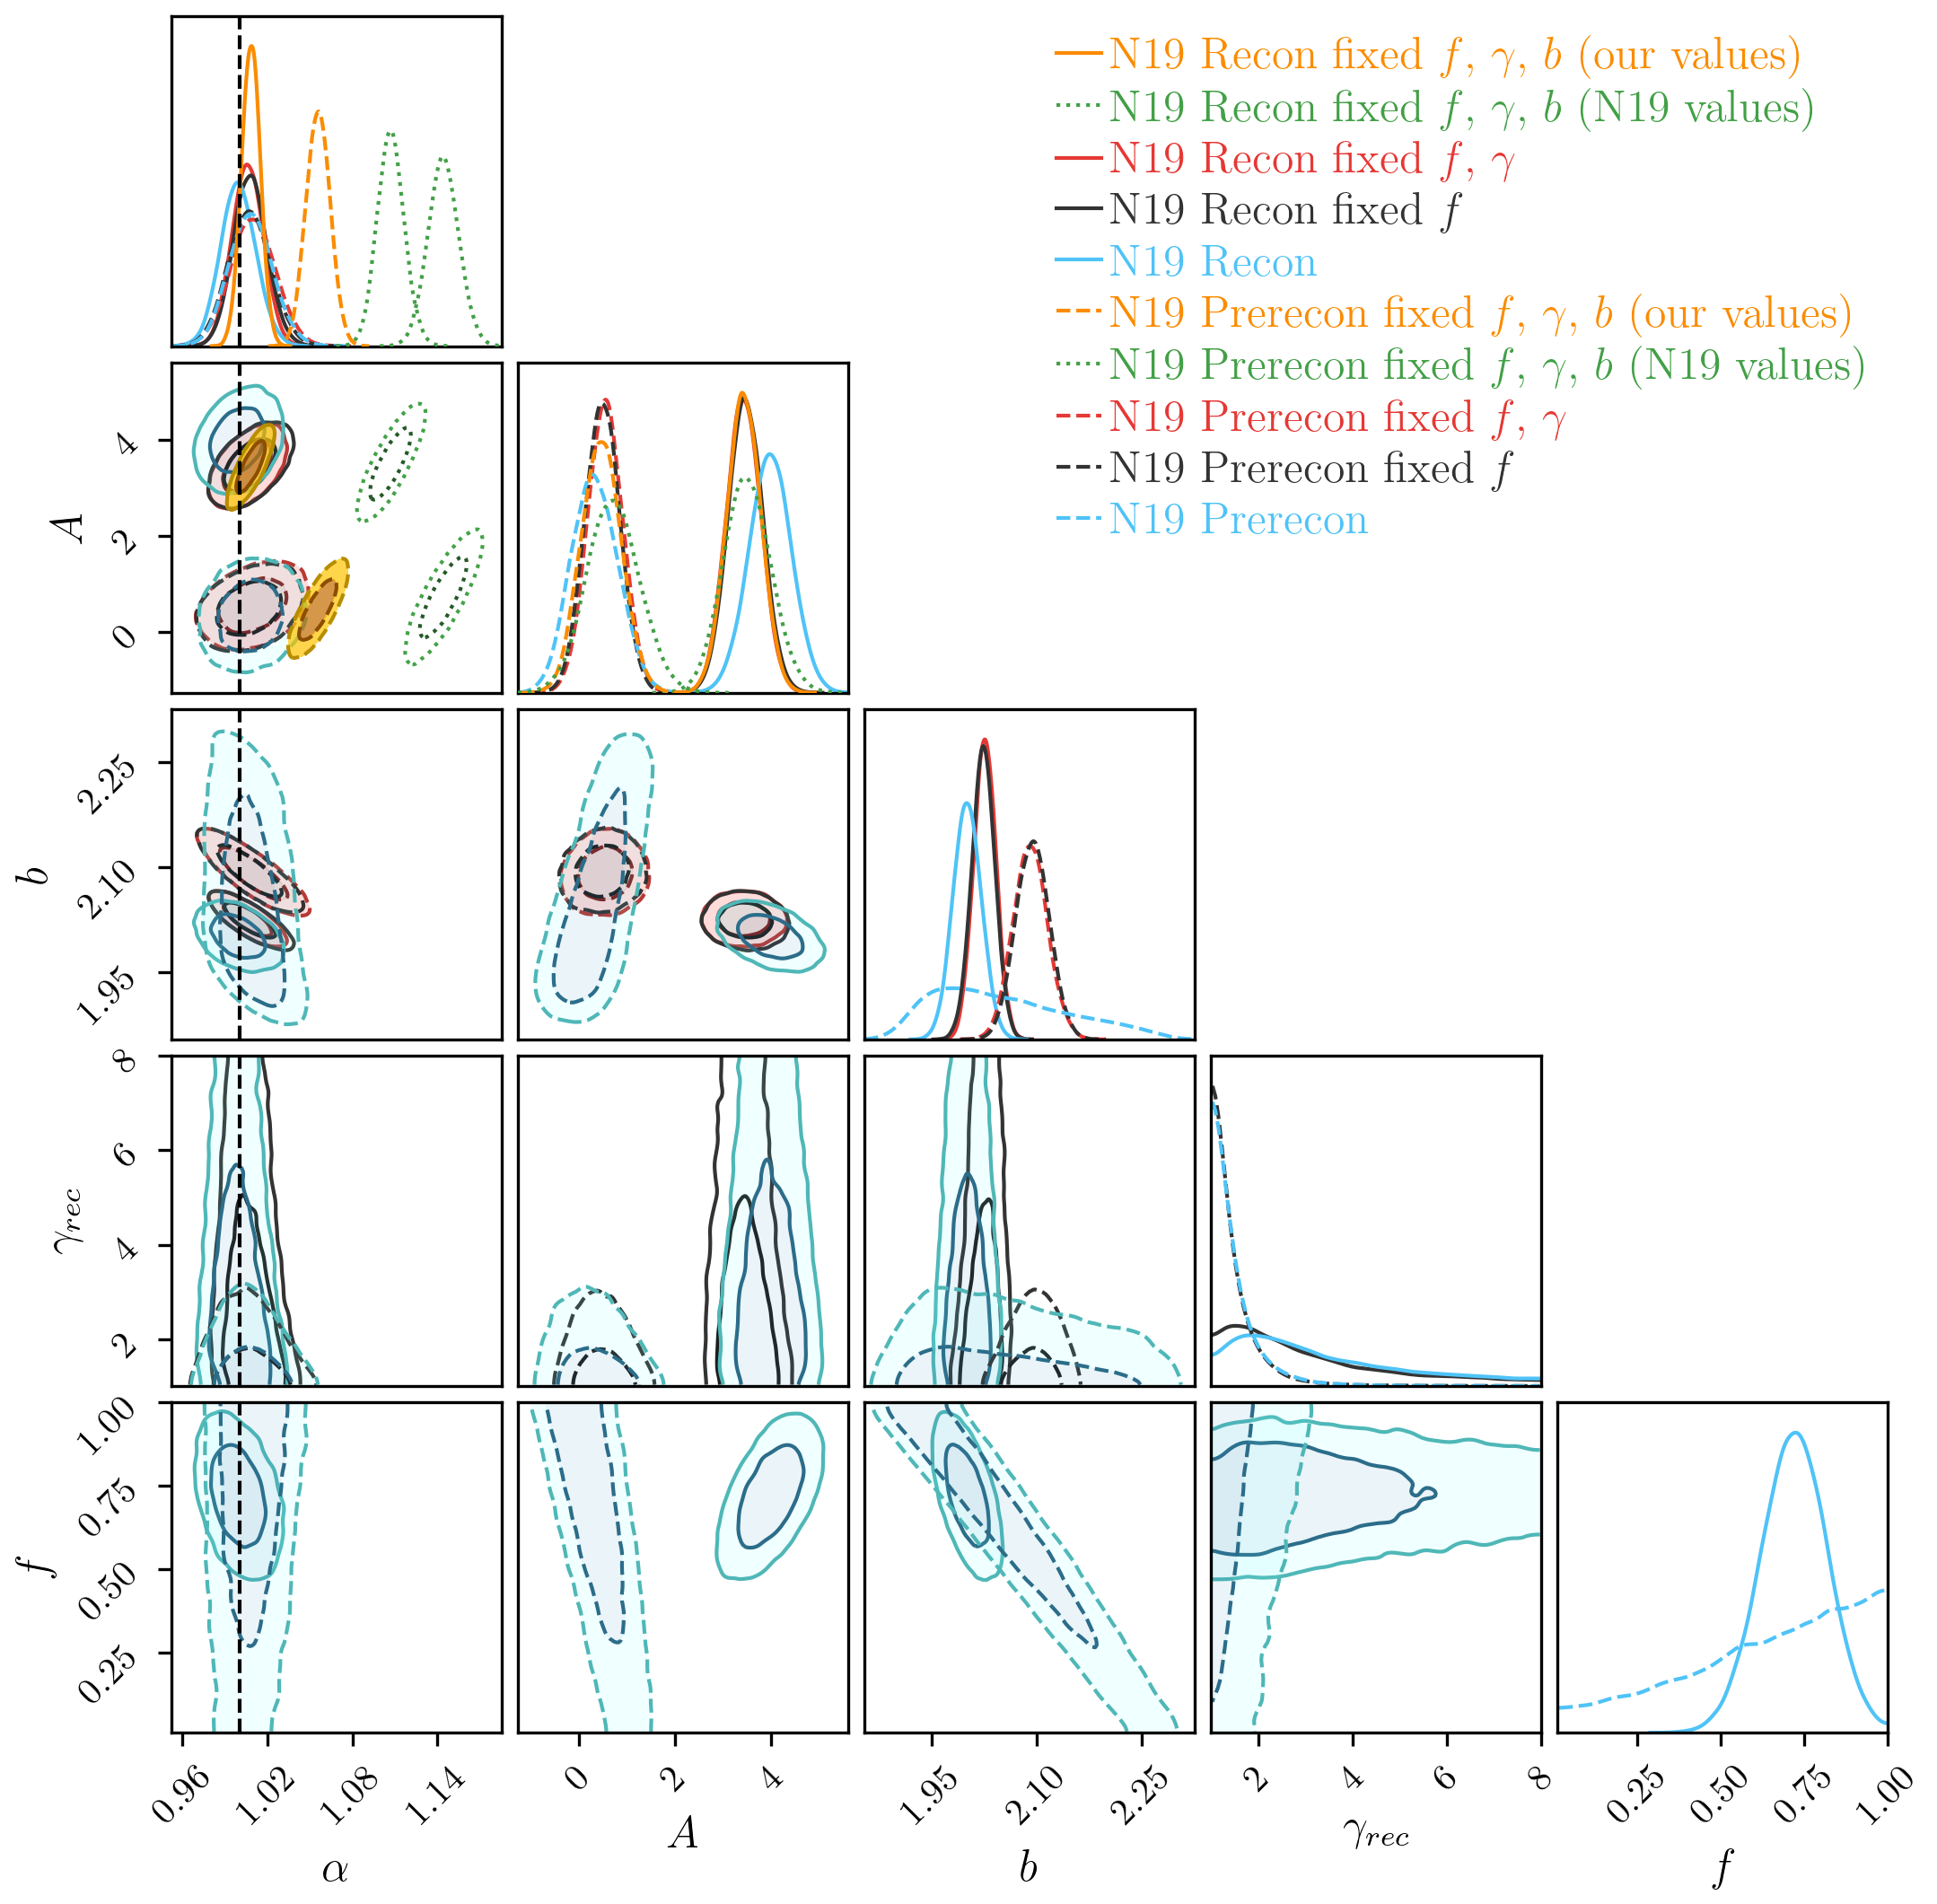 N19 Recon fixed f, γ, b (our values)
N19 Recon fixed f, γ, b (N19 values)
N19 Recon fixed f, γ
N19 Recon fixed f
N19 Recon
N19 Prerecon fixed f, γ, b (our values)
N19 Prerecon fixed f, γ, b (N19 values)
N19 Prerecon fixed f, γ
N19 Prerecon fixed f
N19 Prerecon
4
2
0
A
2.25
2.10
1.95
b
8
6
4
2
γrec
1.00
0.75
0.50
0.25
f
0.96 1.02 1.08 1.14
α
0 2 4
A
1.95 2.10 2.25
b
2 4 6 8
γrec
0.25 0.50 0.75 1.00
f